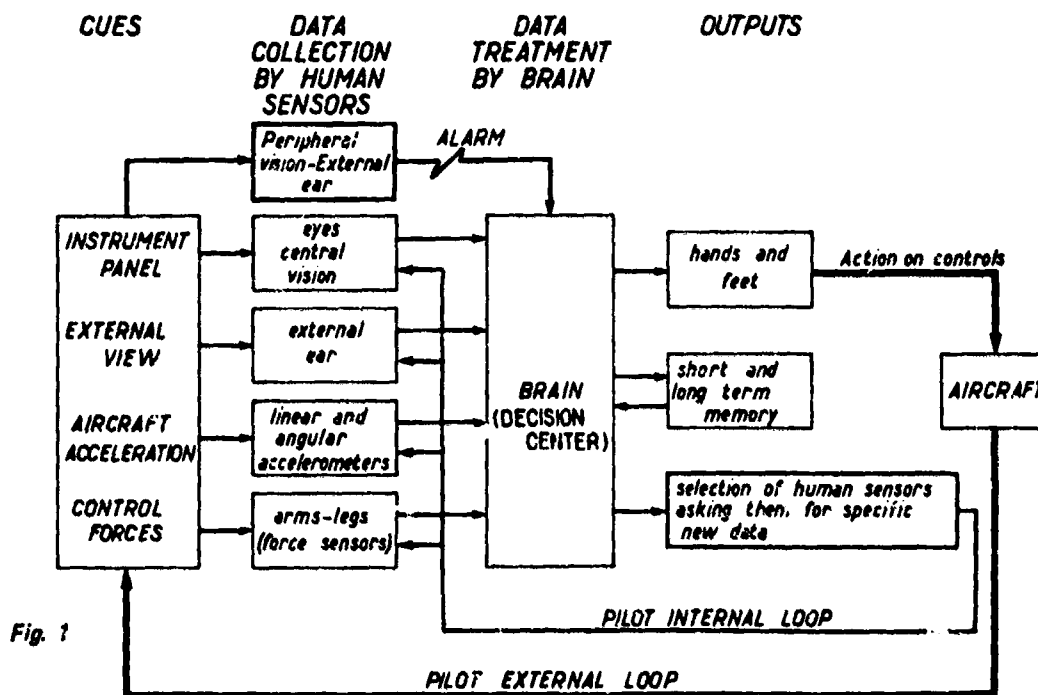 CUES
DATA
COLLECTION
BY HUMAN
SENSORS
DATA
TREATMENT
BY BRAIN
OUTPUTS
Peripheral
vision-External
ear
ALARM
INSTRUMENT
PANEL
EXTERNAL
VIEW
AIRCRAFT
ACCELERATION
CONTROL
FORCES
eyes
central
vision
external
ear
linear and
angular
accelerometers
arms-legs
(force sensors)
BRAIN
(DECISION
CENTER)
hands and
feet
Action on controls
short and
long term
memory
AIRCRAFT
selection of human sensors
asking then, for specific
new data
PILOT INTERNAL LOOP
Fig. 1
PILOT EXTERNAL LOOP